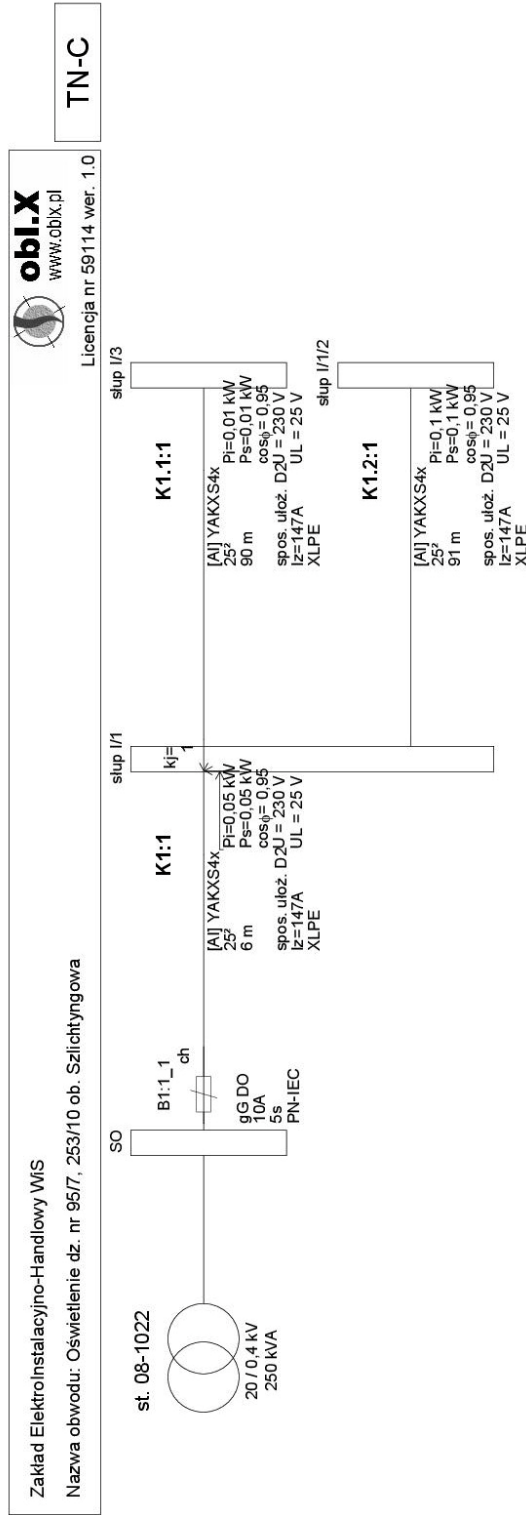 Zakład ElektroInstalacyjno-Handlowy WiS
Nazwa obwodu: Oświetlenie dz. nr 95/7, 253/10 ob. Szlichtyngowa
obl.x
www.oblx.pl
Licencja nr 59114 wer. 1.0
TN-C
st. 08-1022
20 / 0,4 kV
250 kVA
SO
B1:1_1
ch
gG DO
10A
5s
PN-IEC
K1:1
[Al] YAKXS4x
25²
6 m
spos. ułoż. D2
Iz=147A
XLPE
Pi=0,05 kW
Ps=0,05 kW
cosϕ= 0,95
U = 230 V
UL = 25 V
słup I/1
kj=
1
K1.1:1
[Al] YAKXS4x
25²
90 m
spos. ułoż. D2
Iz=147A
XLPE
Pi=0,01 kW
Ps=0,01 kW
cosϕ= 0,95
U = 230 V
UL = 25 V
słup I/3
K1.2:1
[Al] YAKXS4x
25²
91 m
spos. ułoż. D2
Iz=147A
XLPE
Pi=0,1 kW
Ps=0,1 kW
cosϕ= 0,95
U = 230 V
UL = 25 V
słup I/1/2